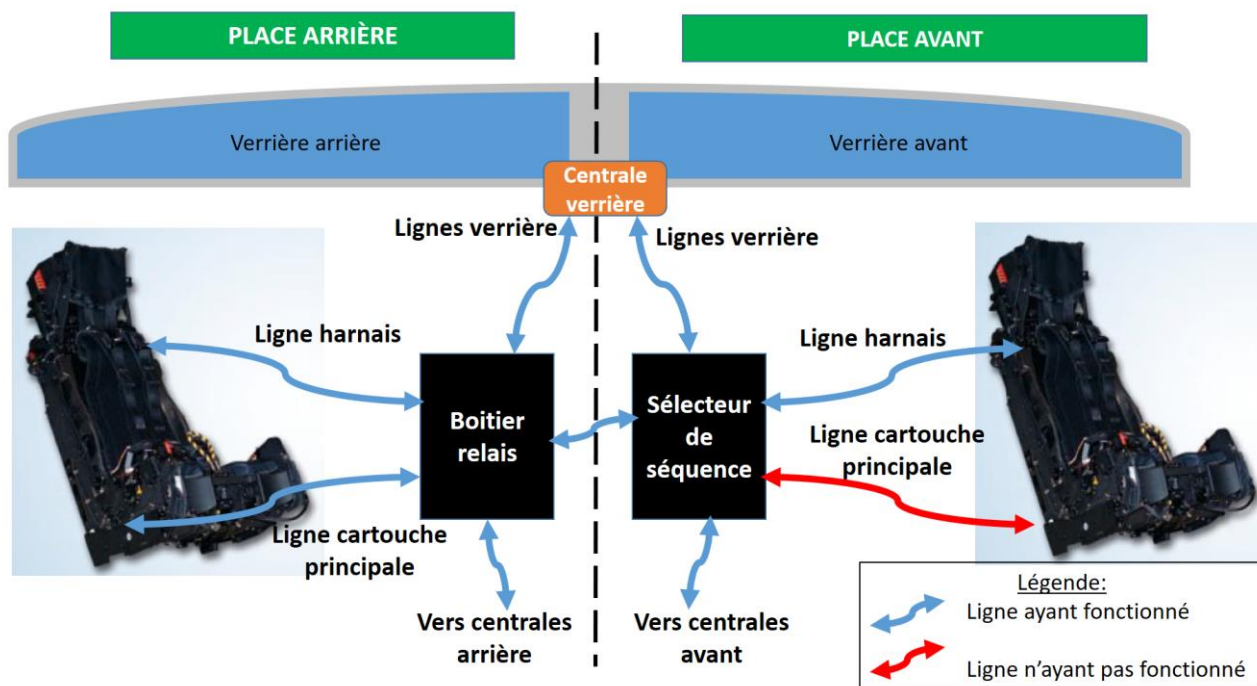 PLACE ARRIÈRE
PLACE AVANT
Verrière arrière
Verrière avant
Centrale
verrière
Lignes verrière
Lignes verrière
Ligne harnais
Ligne harnais
Boitier
relais
Sélecteur
de
séquence
Ligne cartouche
principale
Ligne cartouche
principale
Vers centrales
arrière
Vers centrales
avant
Légende:
Ligne ayant fonctionné
Ligne n'ayant pas fonctionné